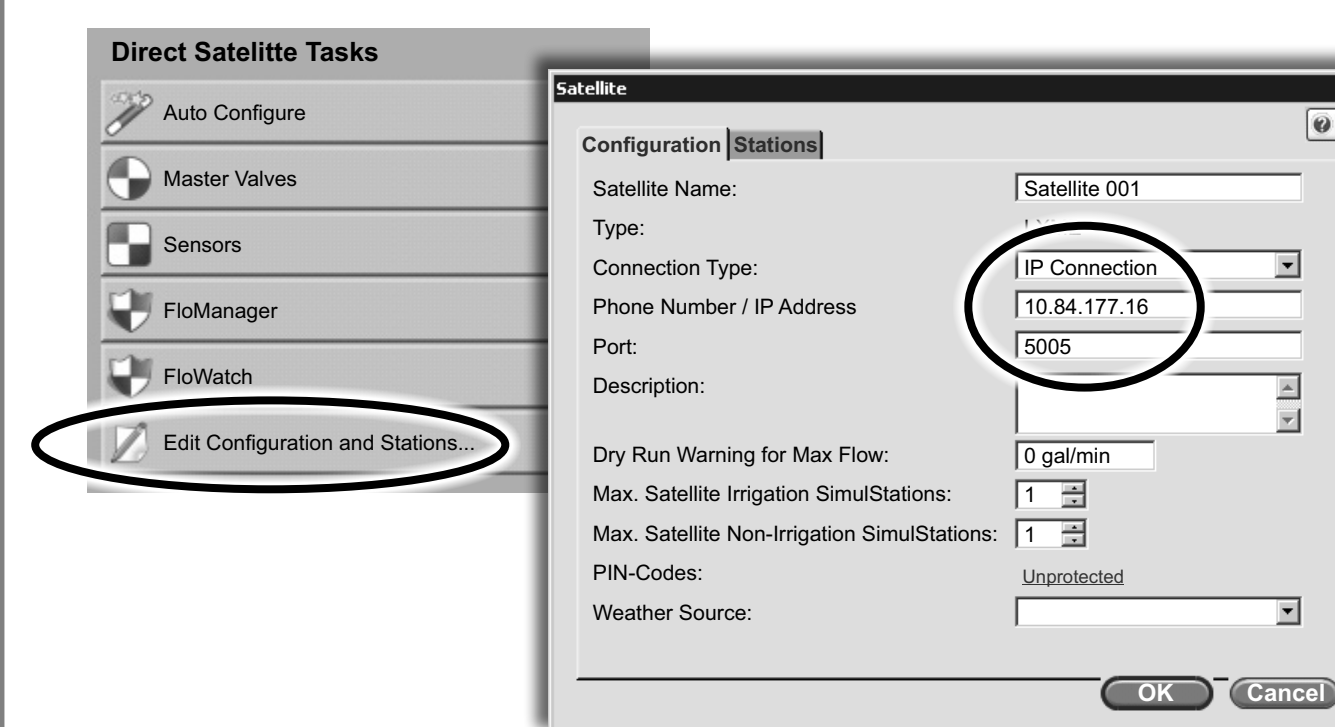 Direct Satelitte Tasks
Auto Configure
Master Valves
Sensors
FloManager
FloWatch
Edit Configuration and Stations...
Satellite
Configuration Stations
Satellite Name: Satellite 001
Type:
Connection Type: IP Connection
Phone Number / IP Address 10.84.177.16
Port: 5005
Description:
Dry Run Warning for Max Flow: 0 gal/min
Max. Satellite Irrigation SimulStations: 1
Max. Satellite Non-Irrigation SimulStations: 1
PIN-Codes: Unprotected
Weather Source:
OK Cancel